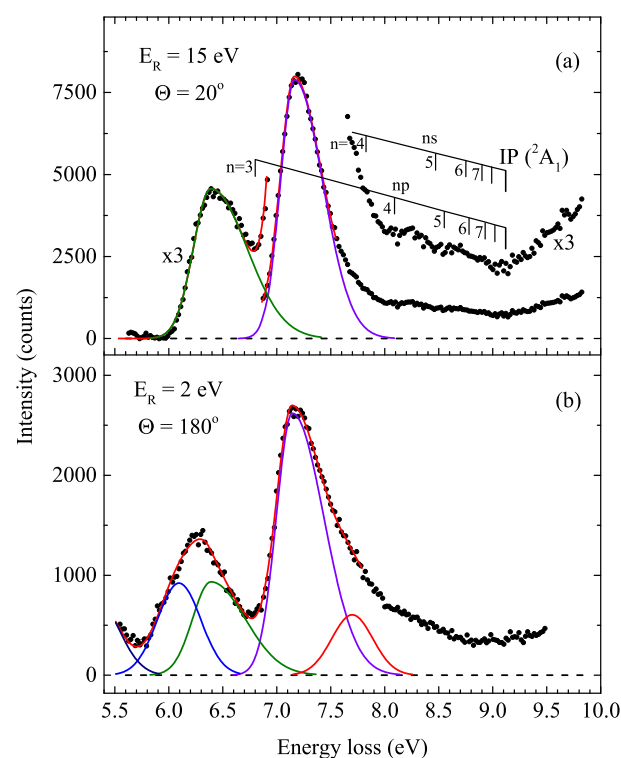 (a)
E_R = 15 eV
Θ = 20°
7500
n=4
ns
5
6
7
IP (²A₁)
n=3
np
4
5
6
7
5000
x3
x3
2500
0
Intensity (counts)
3000
(b)
E_R = 2 eV
Θ = 180°
2000
1000
0
5.5 6.0 6.5 7.0 7.5 8.0 8.5 9.0 9.5 10.0
Energy loss (eV)